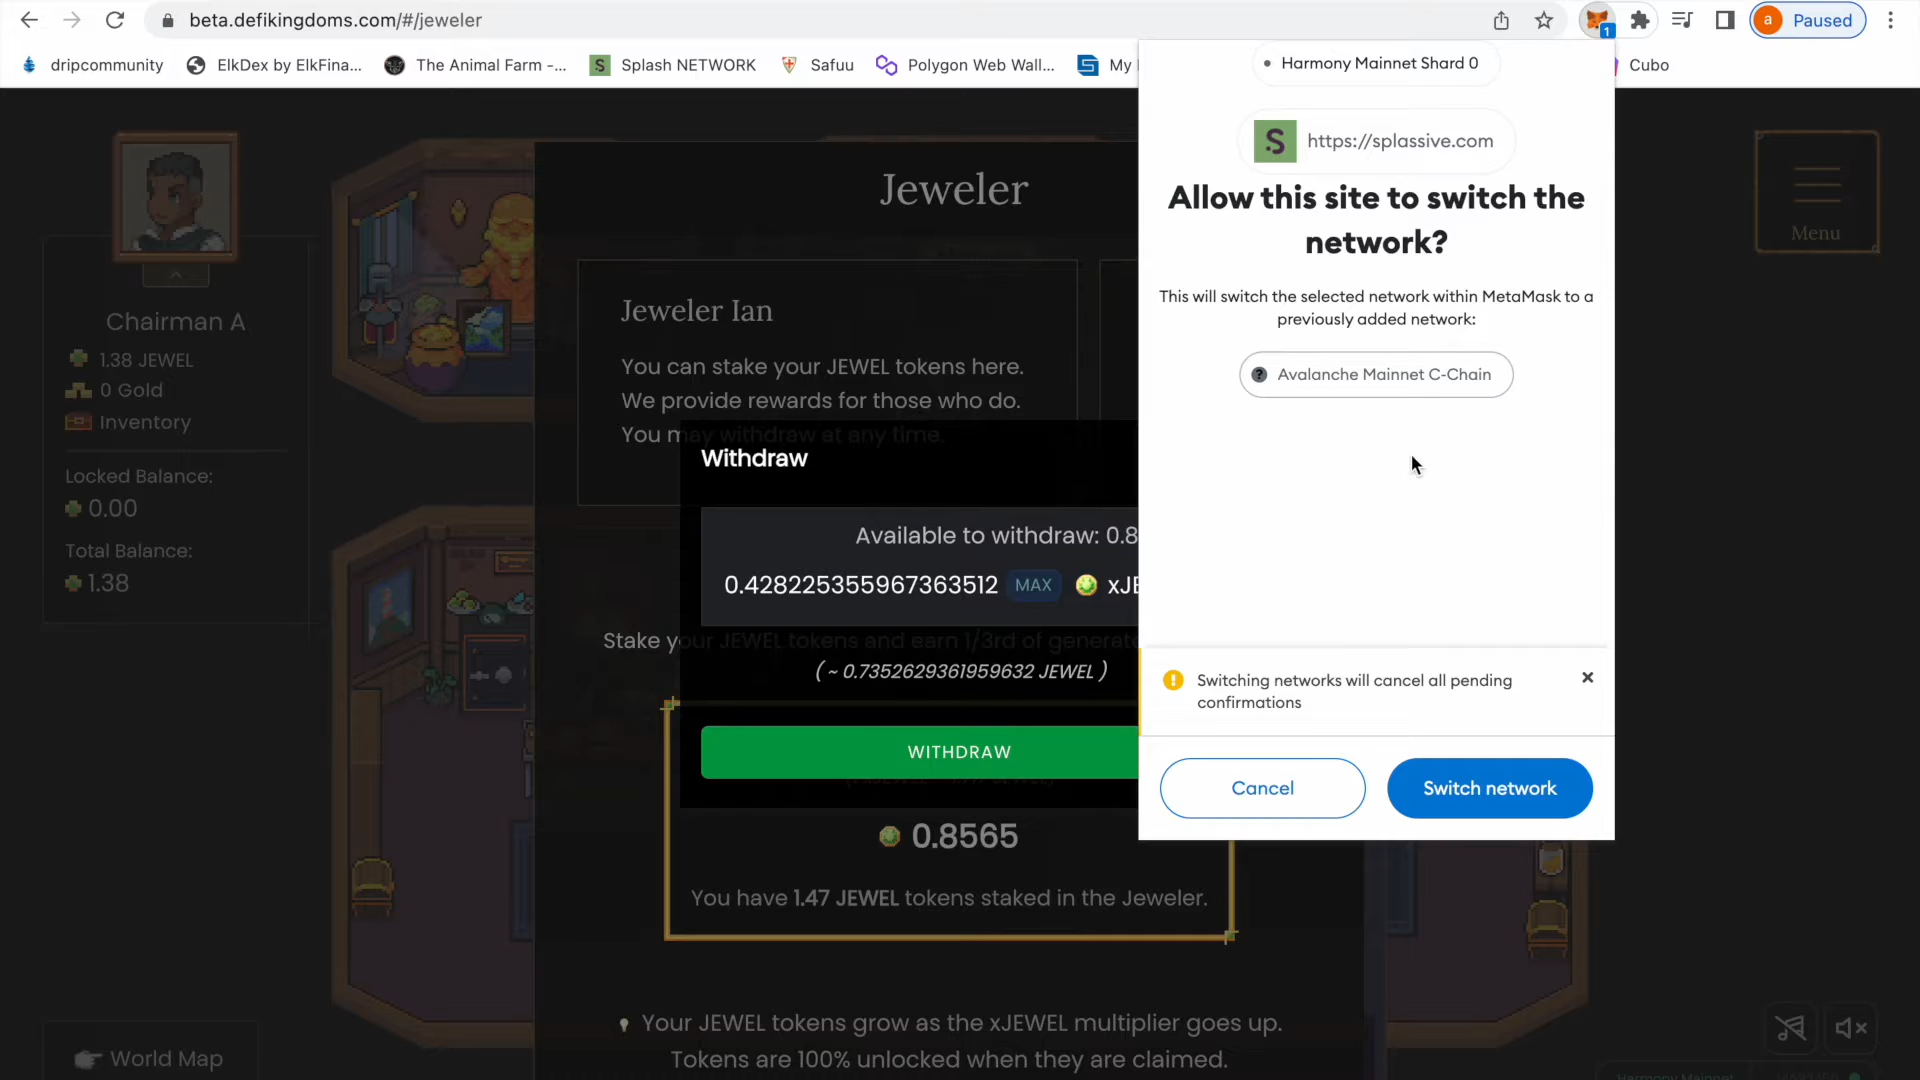 beta.defikingdoms.com/#/jeweler
a Paused
dripcommunity
ElkDex by ElkFina...
The Animal Farm -...
S Splash NETWORK
Safuu
Polygon Web Wall...
My
Cubo
1
Harmony Mainnet Shard 0
S https://splassive.com
Allow this site to switch the
network?
This will switch the selected network within MetaMask to a
previously added network:
? Avalanche Mainnet C-Chain
! Switching networks will cancel all pending
confirmations
Cancel
Switch network
Menu
Chairman A
1.38 JEWEL
0 Gold
Inventory
Locked Balance:
0.00
Total Balance:
1.38
World Map
Jeweler
Jeweler Ian
You can stake your JEWEL tokens here.
We provide rewards for those who do.
You may withdraw at any time.
Withdraw
Available to withdraw: 0.8
0.428225355967363512 MAX xJE
Stake your JEWEL tokens and earn 1/3rd of generat
( ~ 0.7352629361959632 JEWEL )
WITHDRAW
0.8565
You have 1.47 JEWEL tokens staked in the Jeweler.
Your JEWEL tokens grow as the xJEWEL multiplier goes up.
Tokens are 100% unlocked when they are claimed.
Harmony Mainnet